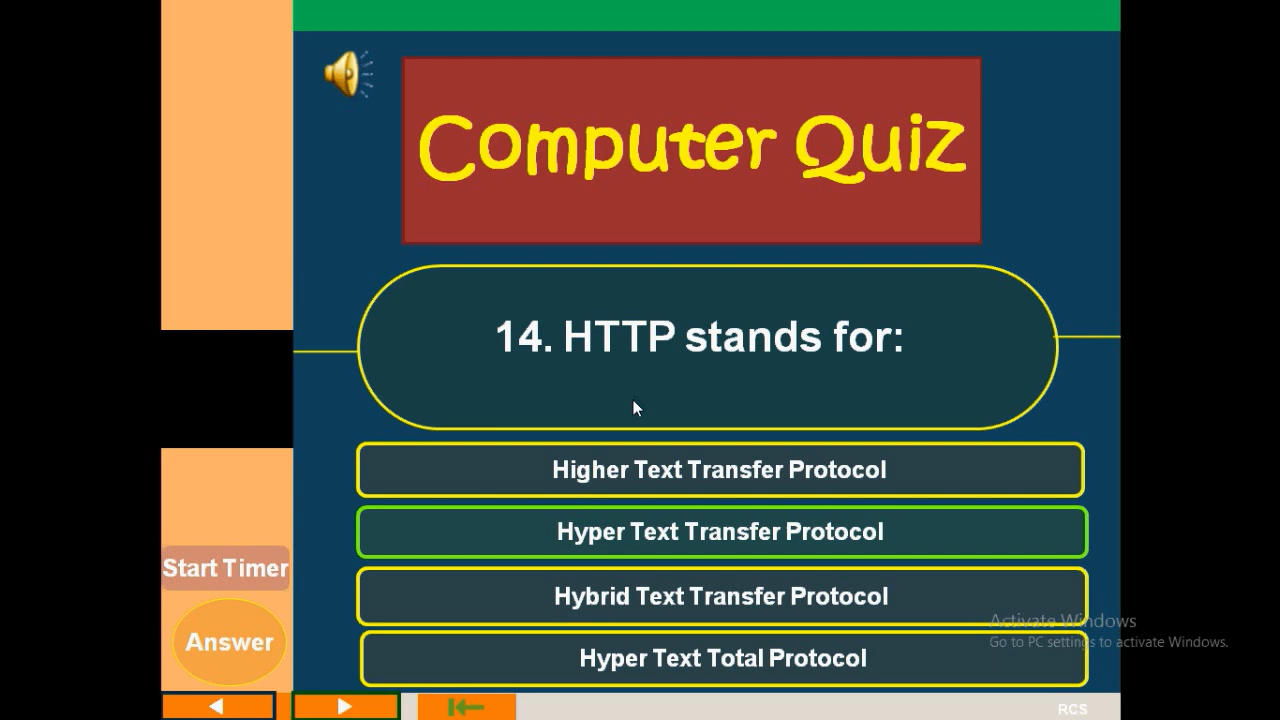 Computer Quiz
14. HTTP stands for:
Higher Text Transfer Protocol
Hyper Text Transfer Protocol
Hybrid Text Transfer Protocol
Hyper Text Total Protocol
Start Timer
Answer
Activate Windows
Go to PC settings to activate Windows.
RCS